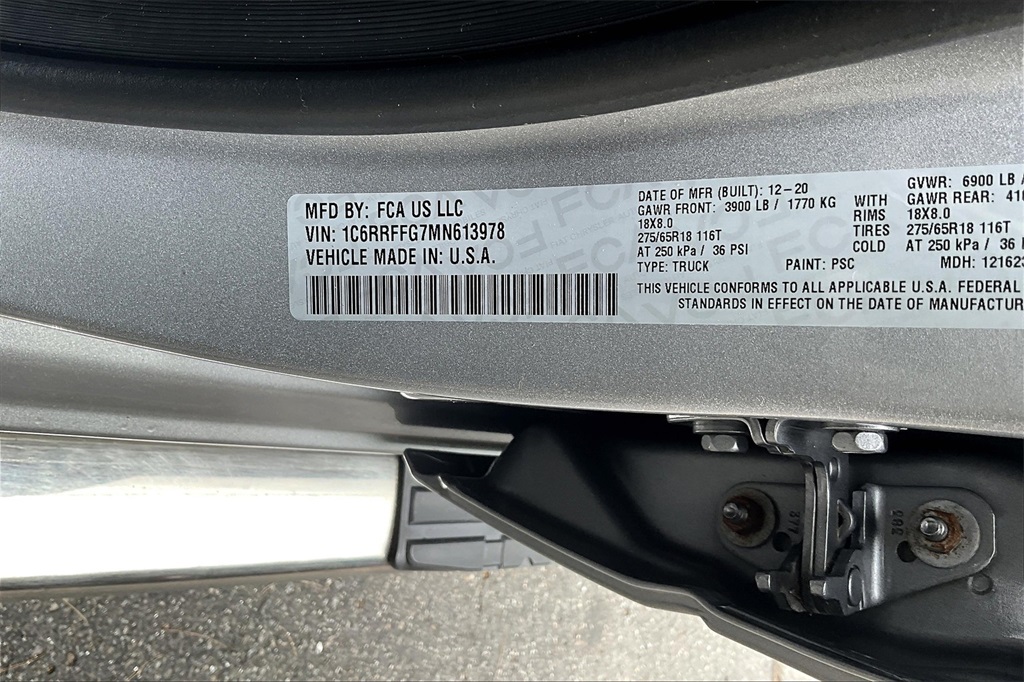 MFD BY: FCA US LLC
VIN: 1C6RRFFG7MN613978
VEHICLE MADE IN: U.S.A.
DATE OF MFR (BUILT): 12-20
GAWR FRONT: 3900 LB / 1770 KG
18X8.0
275/65R18 116T
AT 250 kPa / 36 PSI
TYPE: TRUCK PAINT: PSC
WITH
RIMS
TIRES
COLD
GVWR: 6900 LB /
GAWR REAR:
18X8.0
275/65R18 116T
AT 250 kPa / 36
MDH:
THIS VEHICLE CONFORMS TO ALL APPLICABLE U.S.A. FEDERAL
STANDARDS IN EFFECT ON THE DATE OF MANUFACTUR